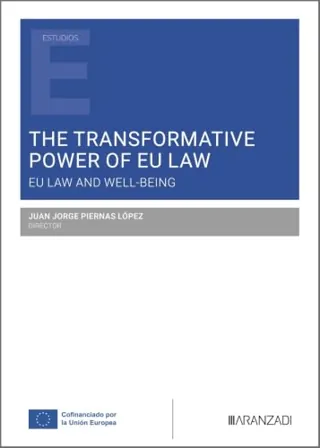 ESTUDIOS
E
THE TRANSFORMATIVE
POWER OF EU LAW
EU LAW AND WELL-BEING
JUAN JORGE PIERNAS LÓPEZ
DIRECTOR
Cofinanciado por
la Unión Europea
ARANZADI